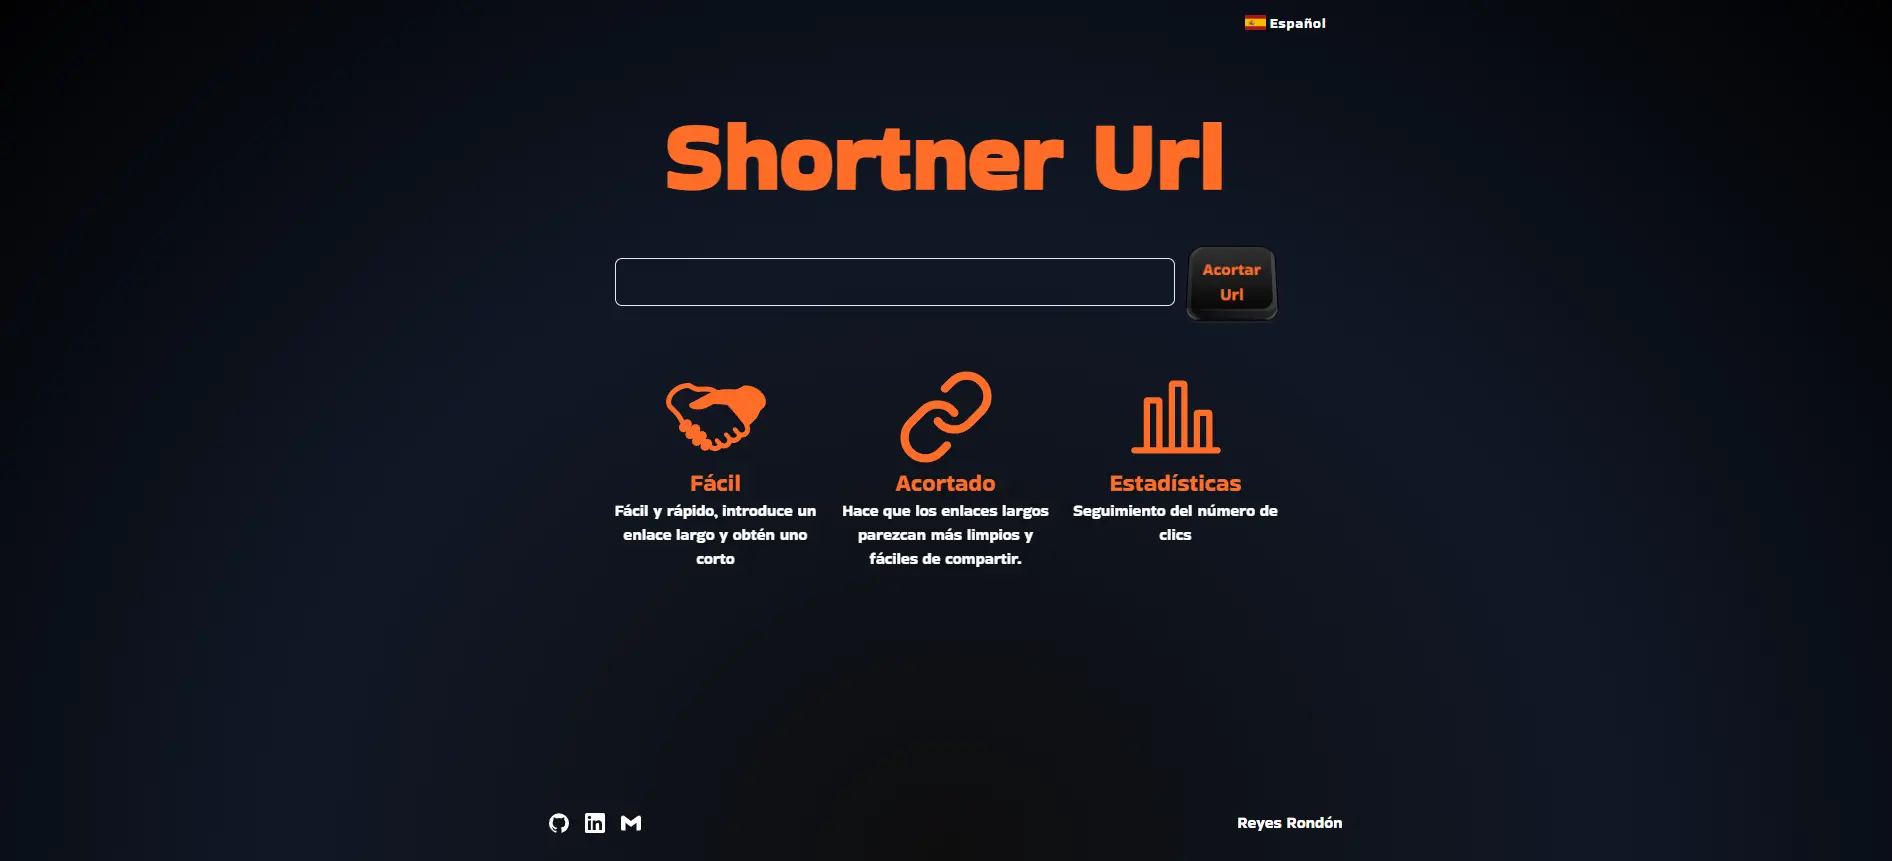 Español
Shortner Url
Acortar
Url
Fácil
Fácil y rápido, introduce un
enlace largo y obtén uno
corto
Acortado
Hace que los enlaces largos
parezcan más limpios y
fáciles de compartir.
Estadísticas
Seguimiento del número de
clics
Reyes Rondón